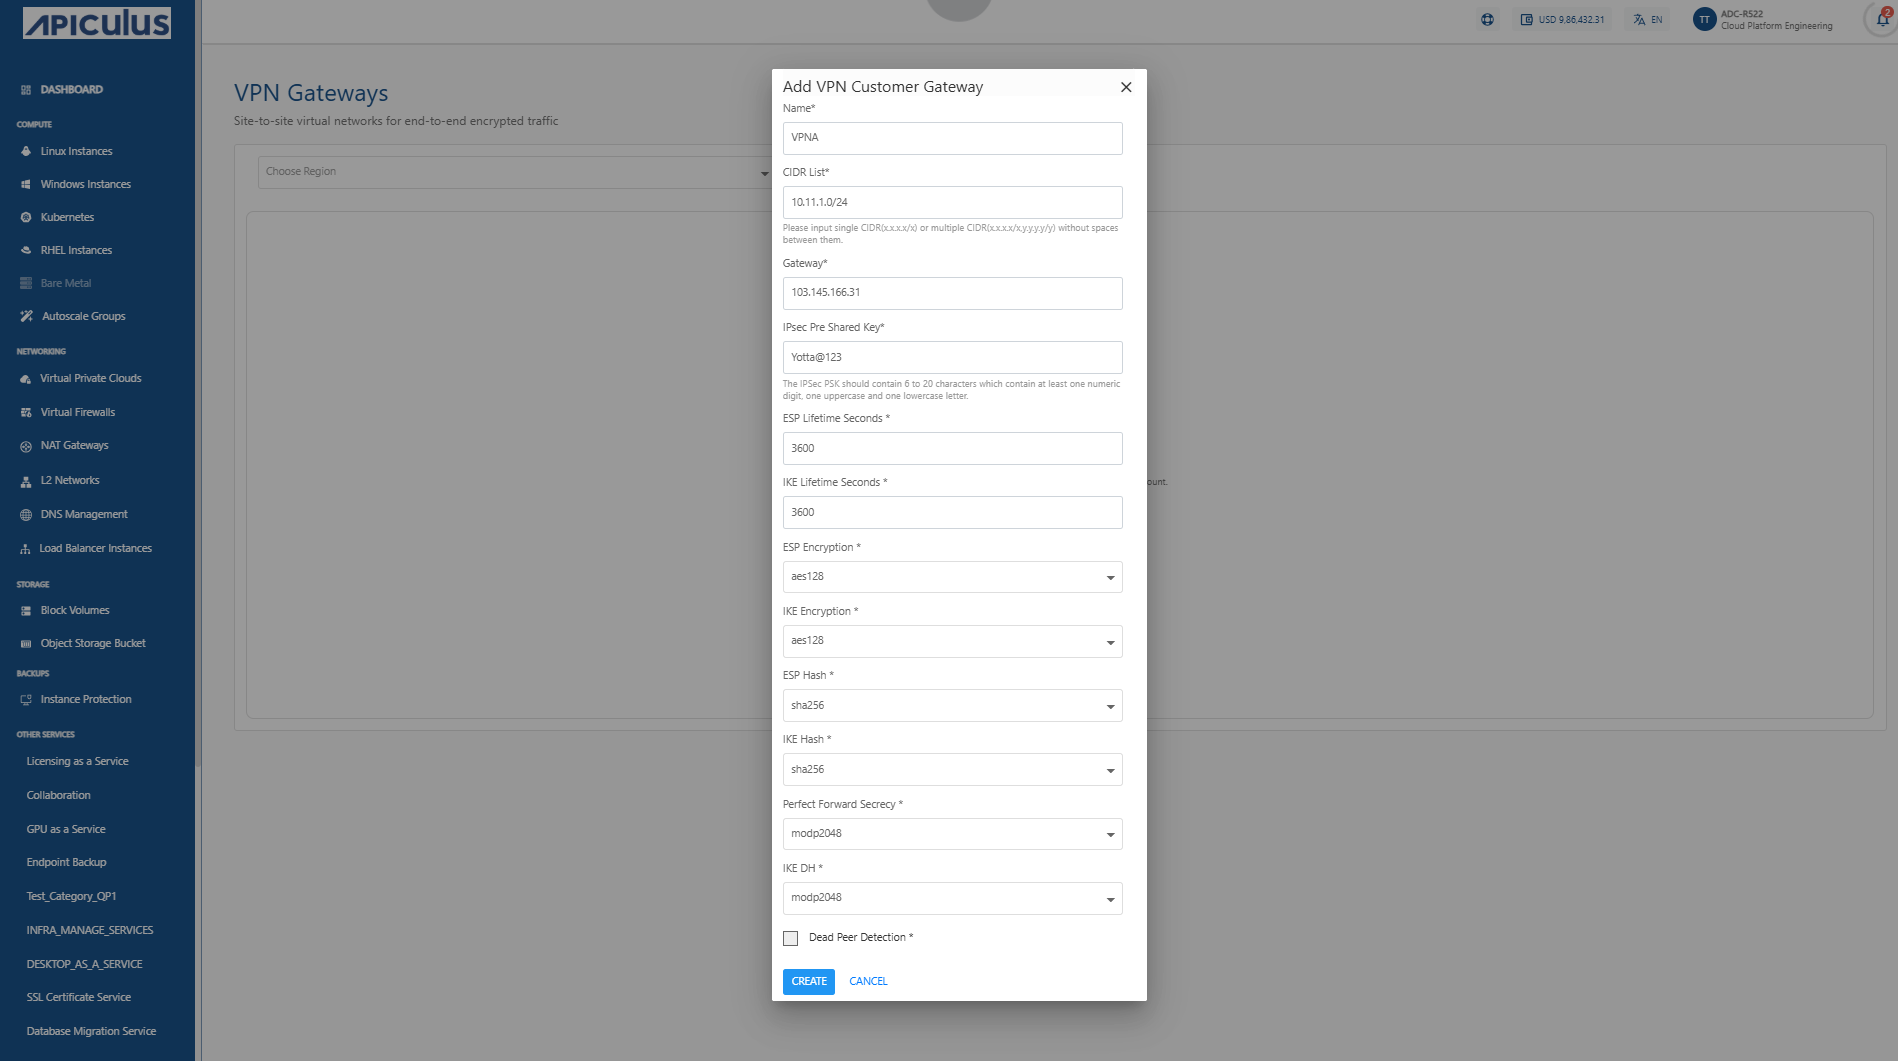 APICULUS
USD 9,86,432.31
EN
TT
ADC-R522
Cloud Platform Engineering
2
DASHBOARD
COMPUTE
Linux Instances
Windows Instances
Kubernetes
RHEL Instances
Bare Metal
Autoscale Groups
NETWORKING
Virtual Private Clouds
Virtual Firewalls
NAT Gateways
L2 Networks
DNS Management
Load Balancer Instances
STORAGE
Block Volumes
Object Storage Bucket
BACKUPS
Instance Protection
OTHER SERVICES
Licensing as a Service
Collaboration
GPU as a Service
Endpoint Backup
Test_Category_QP1
INFRA_MANAGE_SERVICES
DESKTOP_AS_A_SERVICE
SSL Certificate Service
Database Migration Service
VPN Gateways
Site-to-site virtual networks for end-to-end encrypted traffic
Choose Region
ount.
Add VPN Customer Gateway
Name*
VPNA
CIDR List*
10.11.1.0/24
Please input single CIDR(x.x.x.x/x) or multiple CIDR(x.x.x.x/x,y.y.y.y/y) without spaces
between them.
Gateway*
103.145.166.31
IPsec Pre Shared Key*
Yotta@123
The IPSec PSK should contain 6 to 20 characters which contain at least one numeric
digit, one uppercase and one lowercase letter.
ESP Lifetime Seconds *
3600
IKE Lifetime Seconds *
3600
ESP Encryption *
aes128
IKE Encryption *
aes128
ESP Hash *
sha256
IKE Hash *
sha256
Perfect Forward Secrecy *
modp2048
IKE DH *
modp2048
Dead Peer Detection *
CREATE
CANCEL